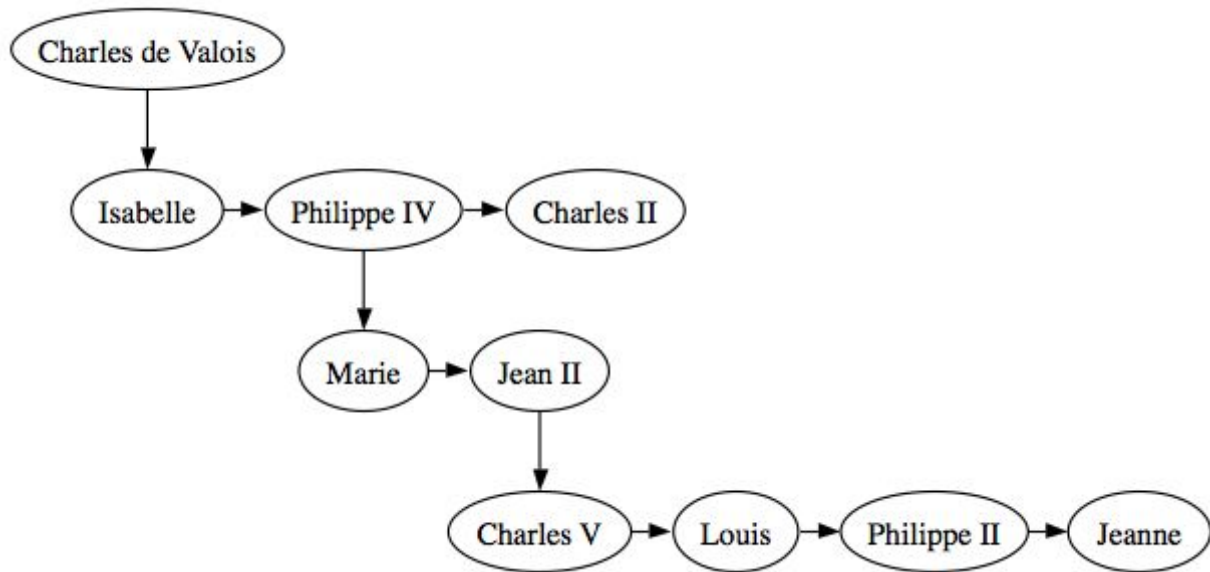 Charles de Valois
Isabelle
Philippe IV
Charles II
Marie
Jean II
Charles V
Louis
Philippe II
Jeanne